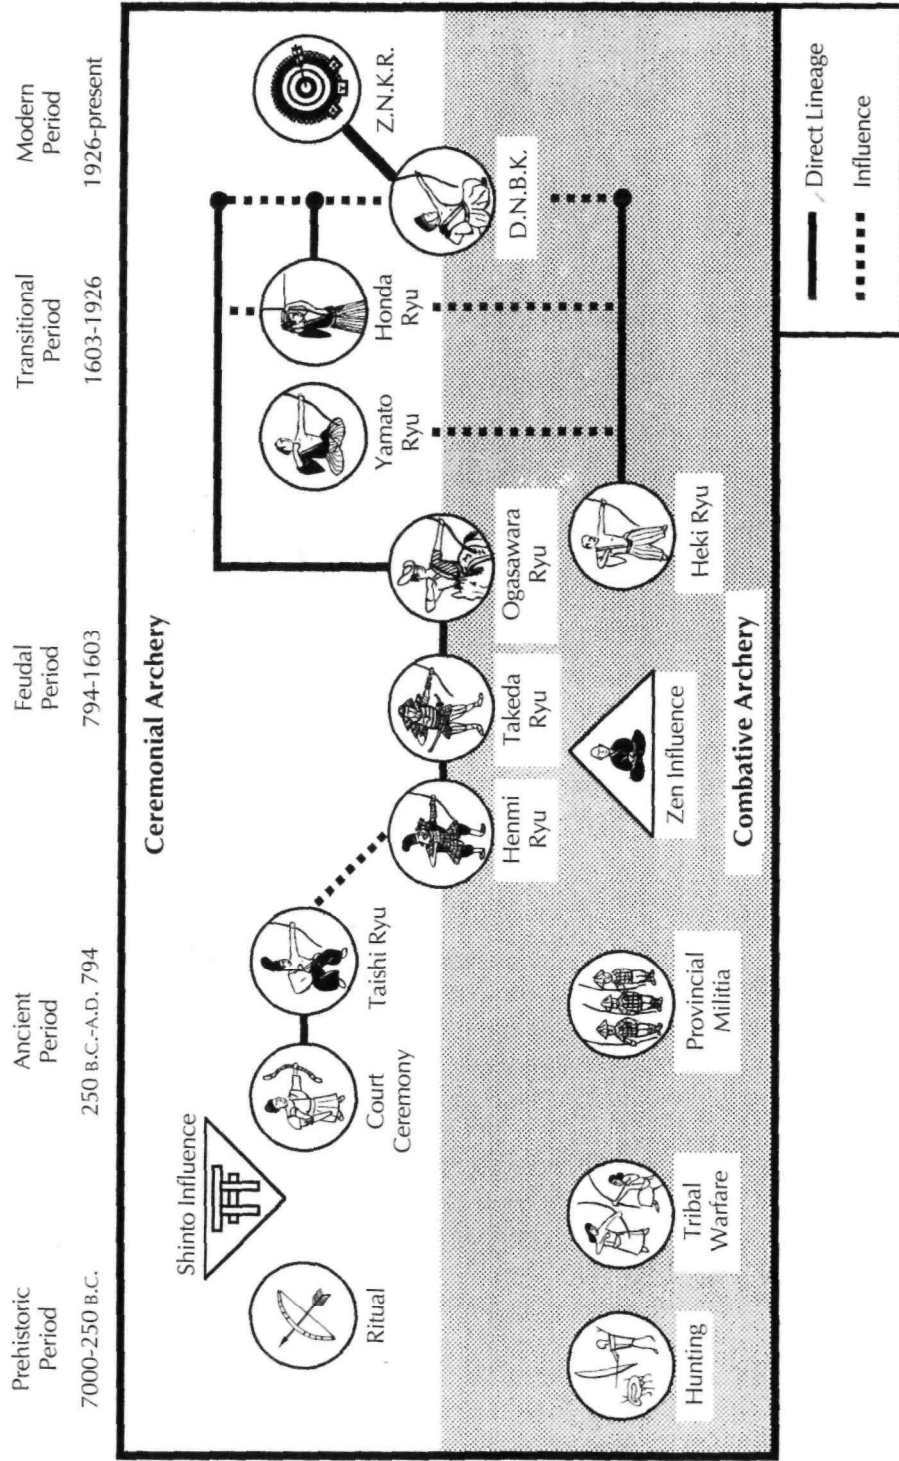 Prehistoric
Period
7000-250 B.C.
Ancient
Period
250 B.C.-A.D. 794
Feudal
Period
794-1603
Transitional
Period
1603-1926
Modern
Period
1926-present
Ceremonial Archery
Shinto Influence
Ritual
Court
Ceremony
Taishi Ryu
Henmi
Ryu
Takeda
Ryu
Ogasawara
Ryu
Yamato
Ryu
Honda
Ryu
D.N.B.K.
Z.N.K.R.
Hunting
Tribal
Warfare
Provincial
Militia
Zen Influence
Heki Ryu
Combative Archery
Direct Lineage
Influence